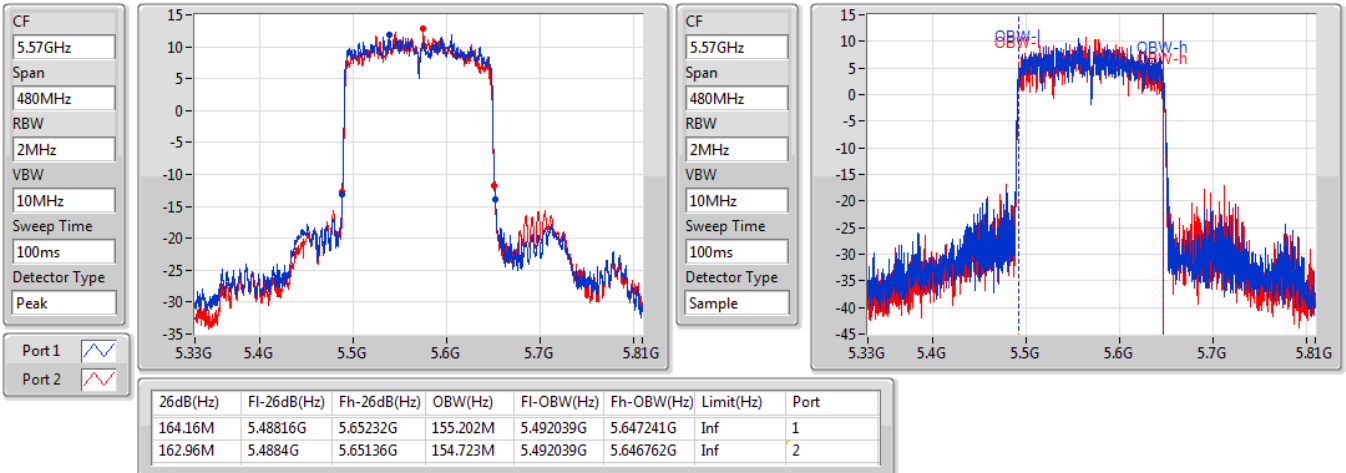 CF
5.57GHz
Span
480MHz
RBW
2MHz
VBW
10MHz
Sweep Time
100ms
Detector Type
Peak
Port 1
Port 2
15
10
5
0
-5
-10
-15
-20
-25
-30
-35
5.33G 5.4G 5.5G 5.6G 5.7G 5.81G
CF
5.57GHz
Span
480MHz
RBW
2MHz
VBW
10MHz
Sweep Time
100ms
Detector Type
Sample
15
10
5
0
-5
-10
-15
-20
-25
-30
-35
-40
-45
OBW-l
OBW-l
OBW-h
OBW-h
5.33G 5.4G 5.5G 5.6G 5.7G 5.81G
26dB(Hz) Fl-26dB(Hz) Fh-26dB(Hz) OBW(Hz) Fl-OBW(Hz) Fh-OBW(Hz) Limit(Hz) Port
164.16M 5.48816G 5.65232G 155.202M 5.492039G 5.647241G Inf 1
162.96M 5.4884G 5.65136G 154.723M 5.492039G 5.646762G Inf 2